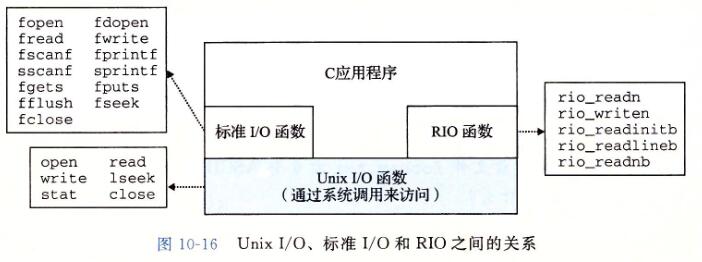 fopen fdopen
fread fwrite
fscanf fprintf
sscanf sprintf
fgets fputs
fflush fseek
fclose
C应用程序
标准 I/O 函数
RIO 函数
rio_readn
rio_writen
rio_readinitb
rio_readlineb
rio_readnb
open read
write lseek
stat close
Unix I/O 函数
(通过系统调用来访问)
图 10-16 Unix I/O、标准 I/O 和 RIO 之间的关系